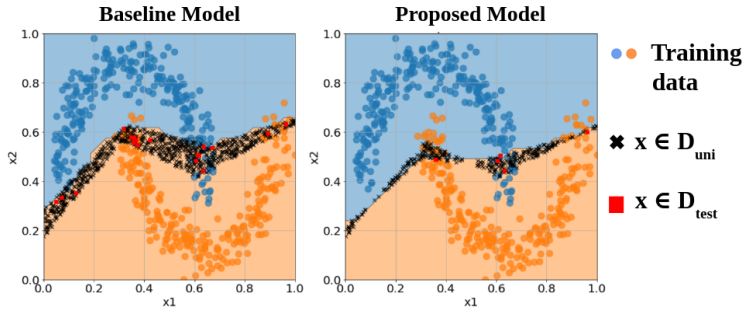 Baseline Model
Proposed Model
1.0
0.8
0.6
0.4
0.2
0.0
x2
0.0 0.2 0.4 0.6 0.8 1.0
x1
1.0
0.8
0.6
0.4
0.2
0.0
x2
0.0 0.2 0.4 0.6 0.8 1.0
x1
Training
data
x ∈ D_uni
x ∈ D_test